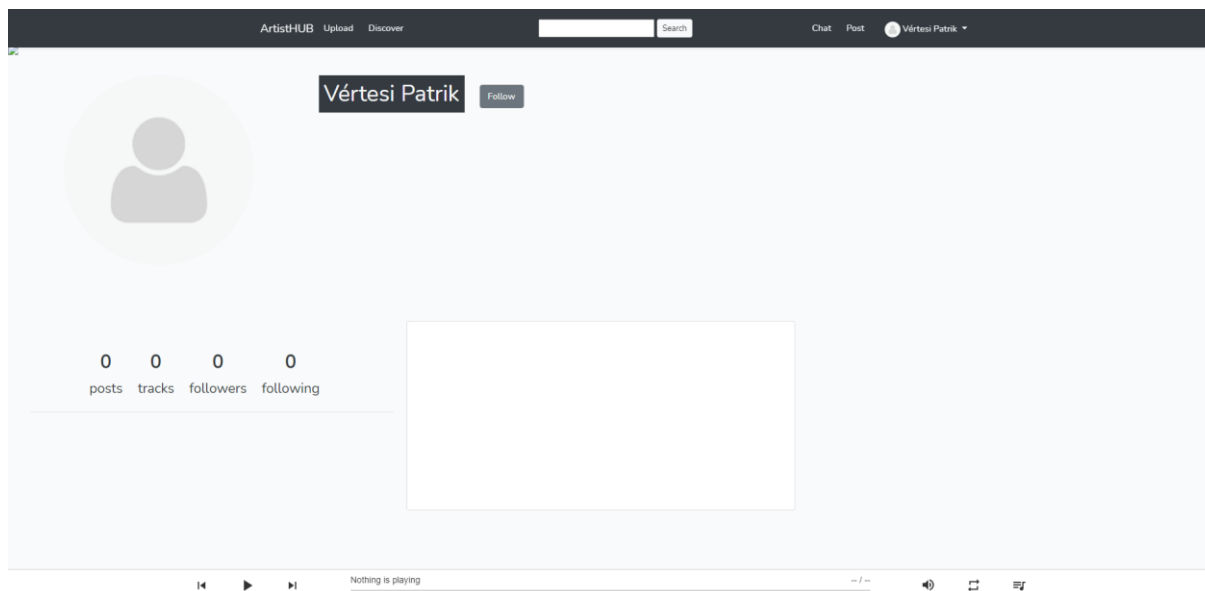 ArtistHUB Upload Discover Search Chat Post Vértesi Patrik
Vértesi Patrik Follow
0 0 0 0
posts tracks followers following
Nothing is playing -- / --